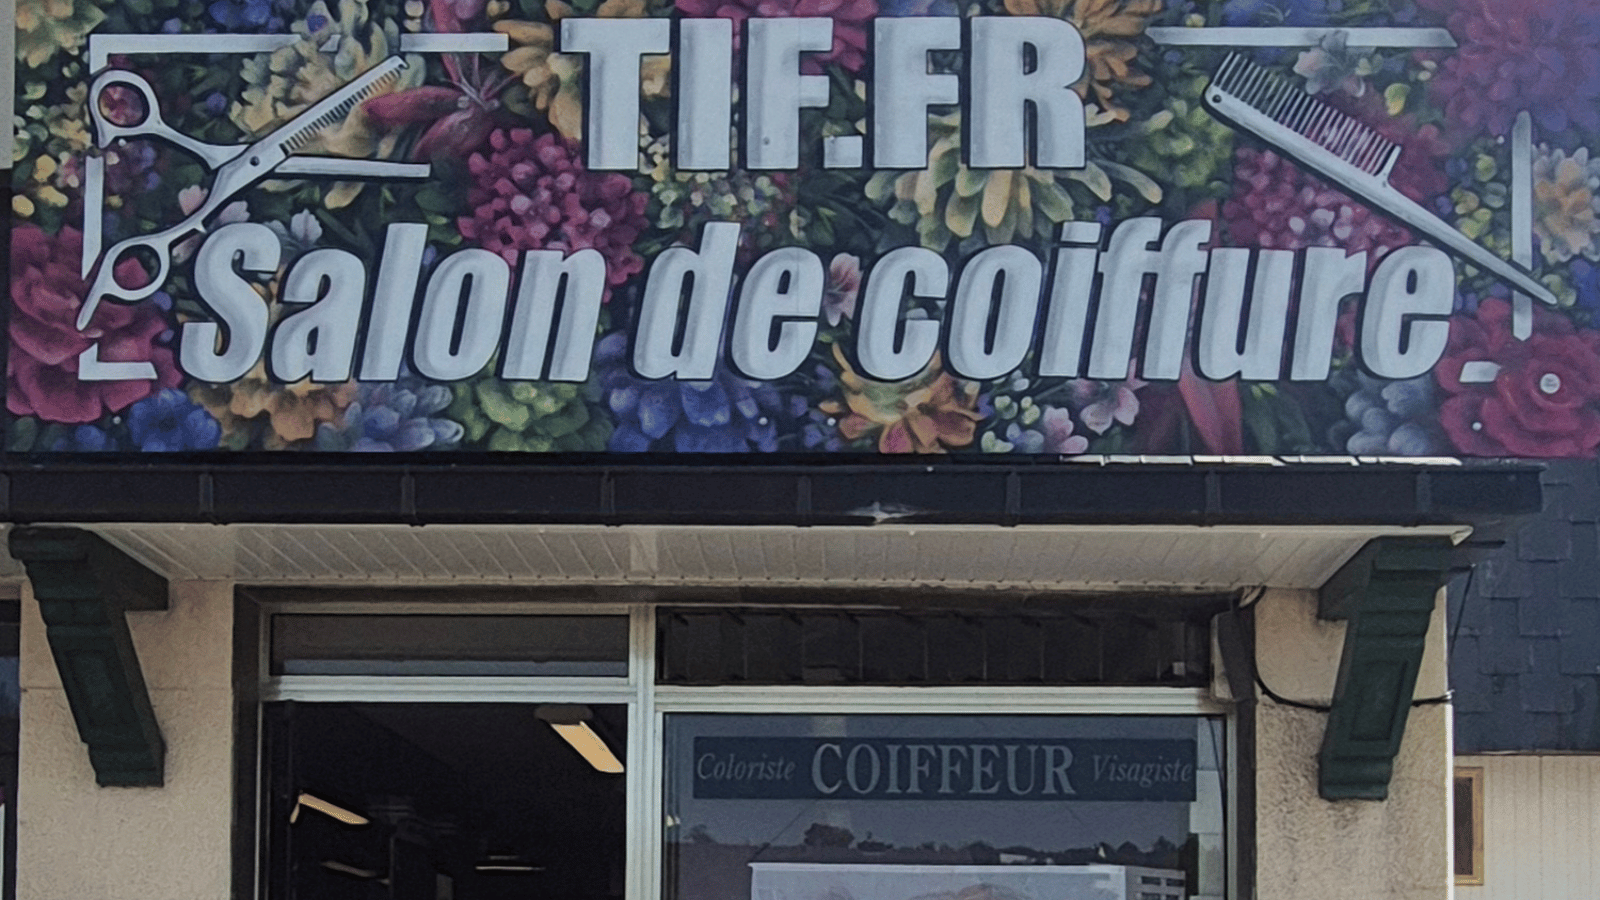 TIF.FR
Salon de coiffure
Coloriste COIFFEUR Visagiste